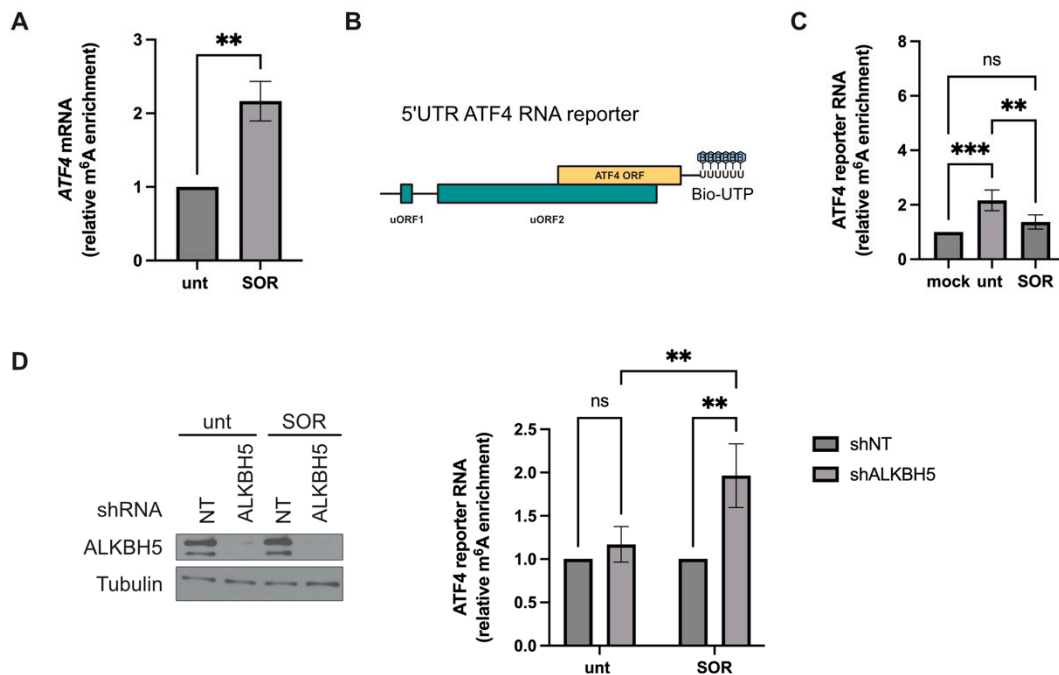 A
ATF4 mRNA
(relative m⁶A enrichment)
3
2
1
0
**
unt
SOR
B
5'UTR ATF4 RNA reporter
BBBBBB
ATF4 ORF
UUUUUU
Bio-UTP
uORF1
uORF2
C
ATF4 reporter RNA
(relative m⁶A enrichment)
8
6
4
2
0
ns
**
***
mock unt SOR
D
unt SOR
shRNA NT ALKBH5 NT ALKBH5
ALKBH5
Tubulin
ATF4 reporter RNA
(relative m⁶A enrichment)
2.5
2.0
1.5
1.0
0.5
0.0
**
ns
**
unt
SOR
shNT
shALKBH5